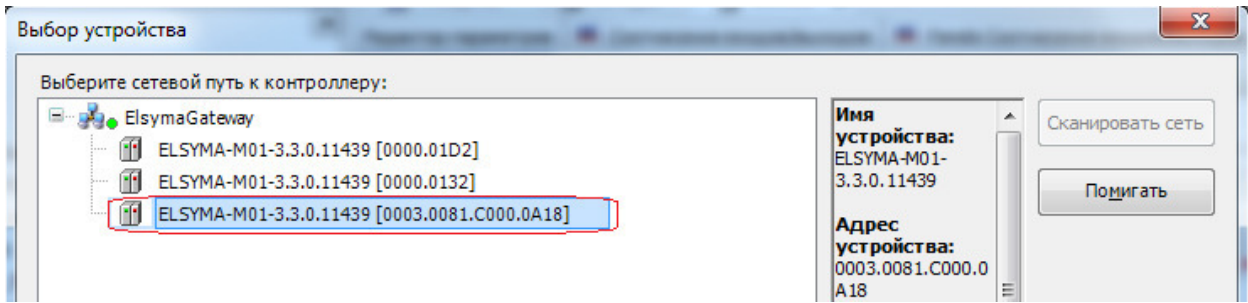 Выбор устройства
Выберите сетевой путь к контроллеру:
ElsymaGateway
ELSYMA-M01-3.3.0.11439 [0000.01D2]
ELSYMA-M01-3.3.0.11439 [0000.0132]
ELSYMA-M01-3.3.0.11439 [0003.0081.C000.0A18]
Имя
устройства:
ELSYMA-M01-
3.3.0.11439
Адрес
устройства:
0003.0081.C000.0
A18
Сканировать сеть
Помигать